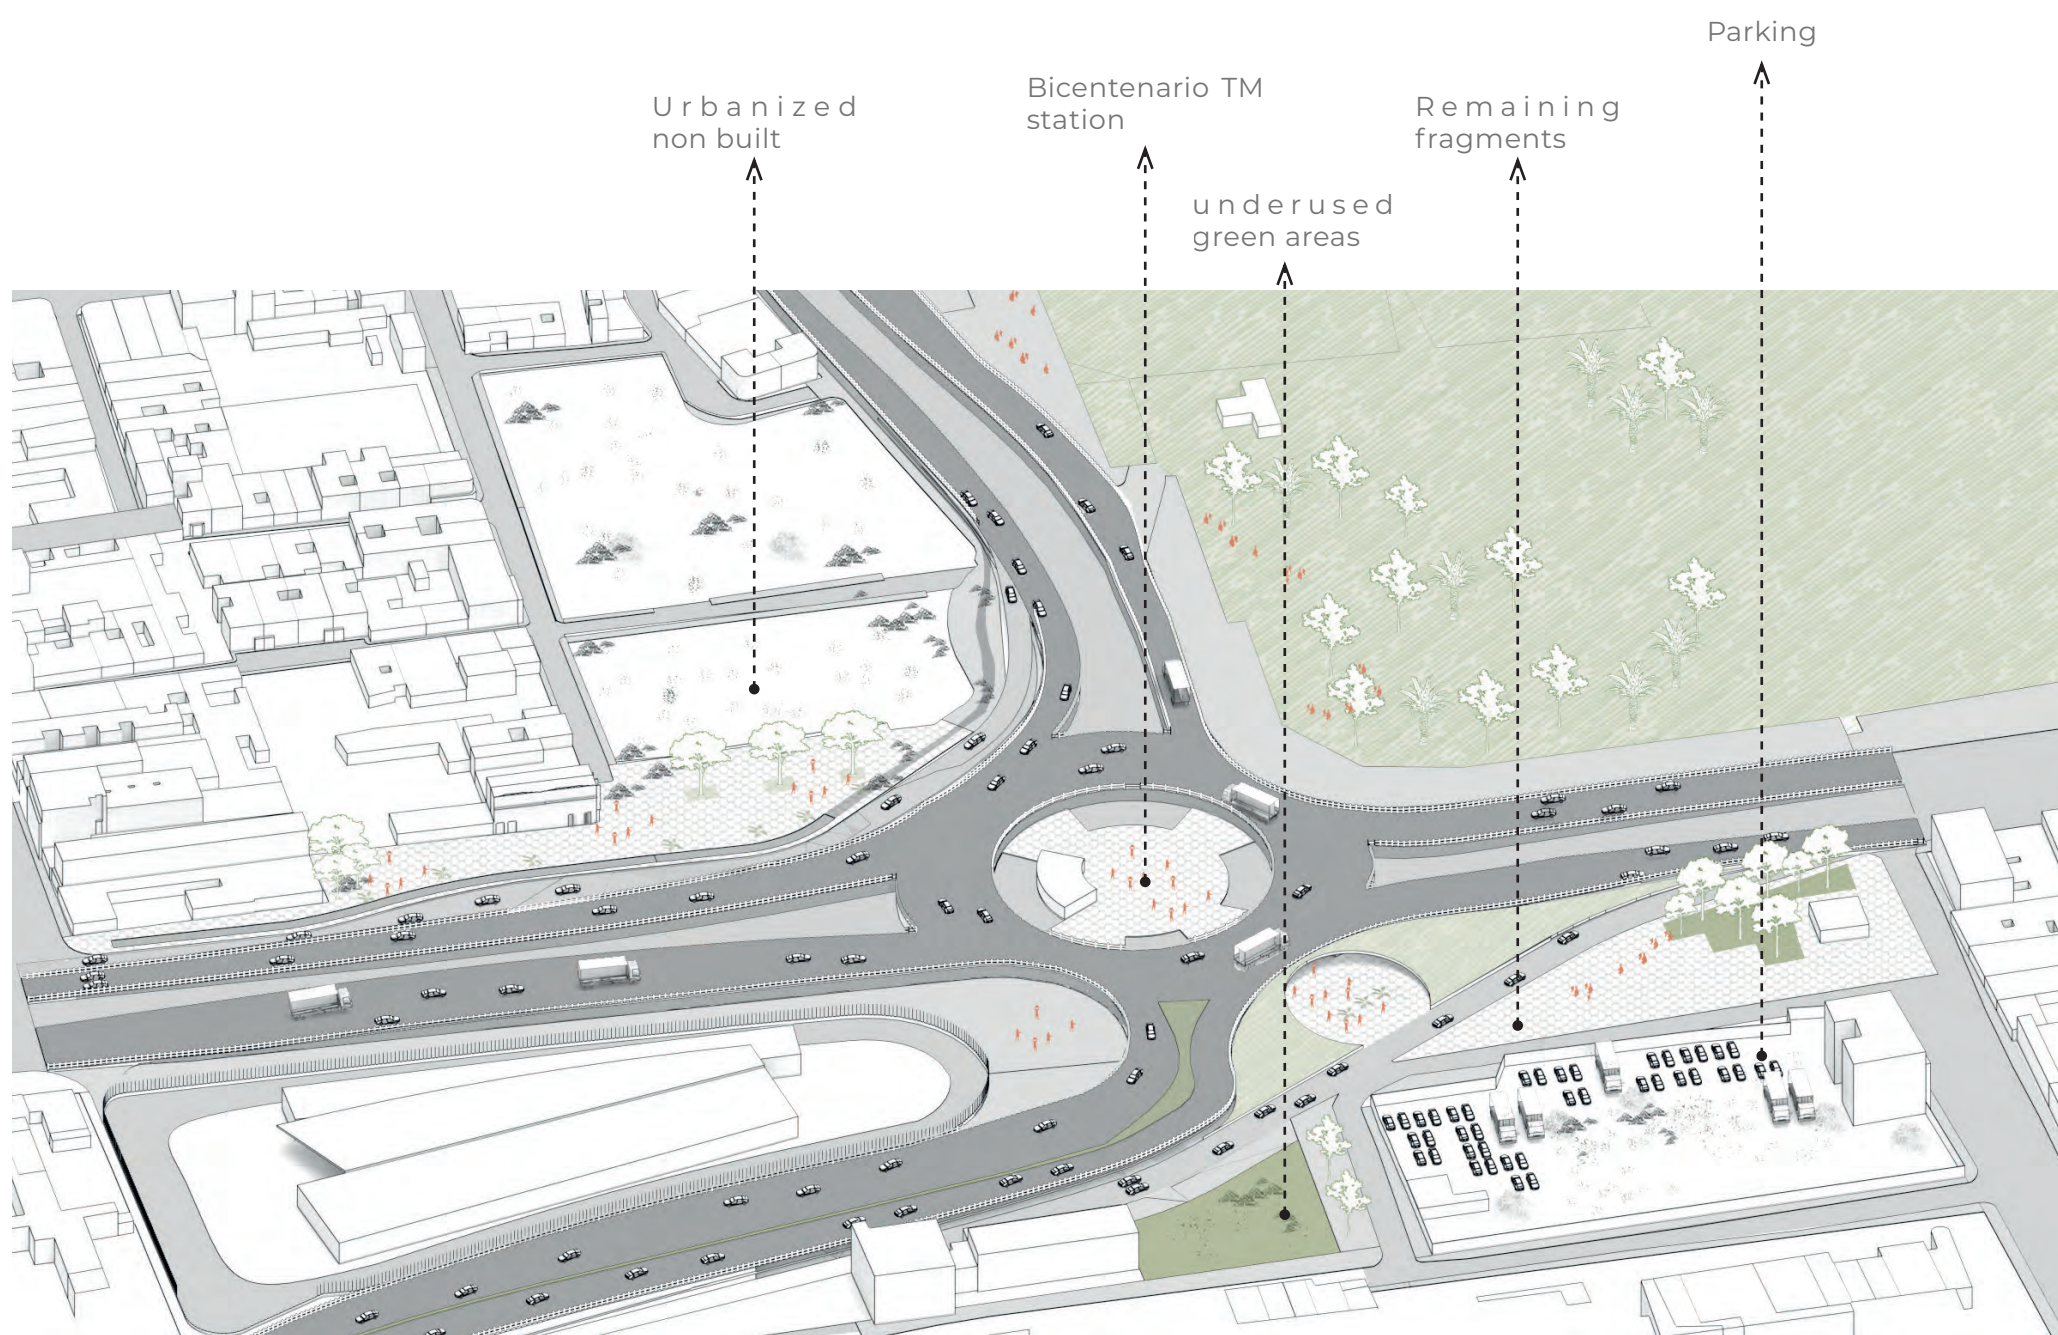 Parking
Urbanized
non built
Bicentenario TM
station
Remaining
fragments
underused
green areas